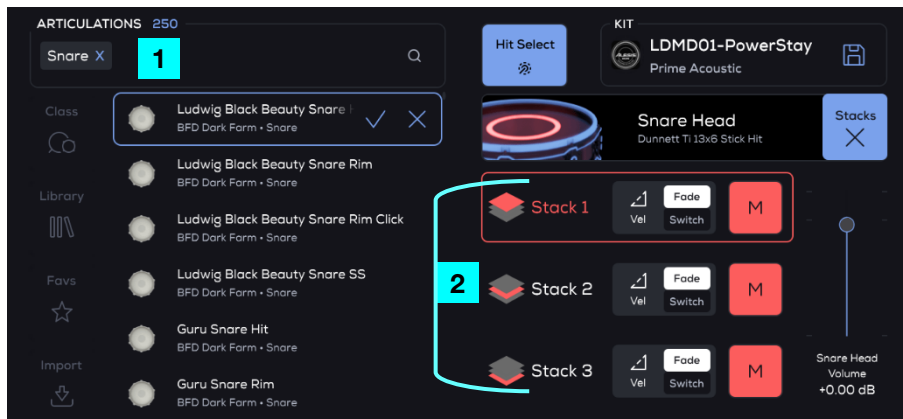 ARTICULATIONS 250
Snare X
1
Class
Library
Favs
Import
Ludwig Black Beauty Snare
BFD Dark Farm • Snare
Ludwig Black Beauty Snare Rim
BFD Dark Farm • Snare
Ludwig Black Beauty Snare Rim Click
BFD Dark Farm • Snare
Ludwig Black Beauty Snare SS
BFD Dark Farm • Snare
Guru Snare Hit
BFD Dark Farm • Snare
Guru Snare Rim
BFD Dark Farm • Snare
Hit Select
KIT
LDMD01-PowerStay
Prime Acoustic
Snare Head
Dunnett Ti 13x6 Stick Hit
Stacks
2
Stack 1
Vel
Fade
Switch
M
Stack 2
Vel
Fade
Switch
M
Stack 3
Vel
Fade
Switch
M
Snare Head
Volume
+0.00 dB